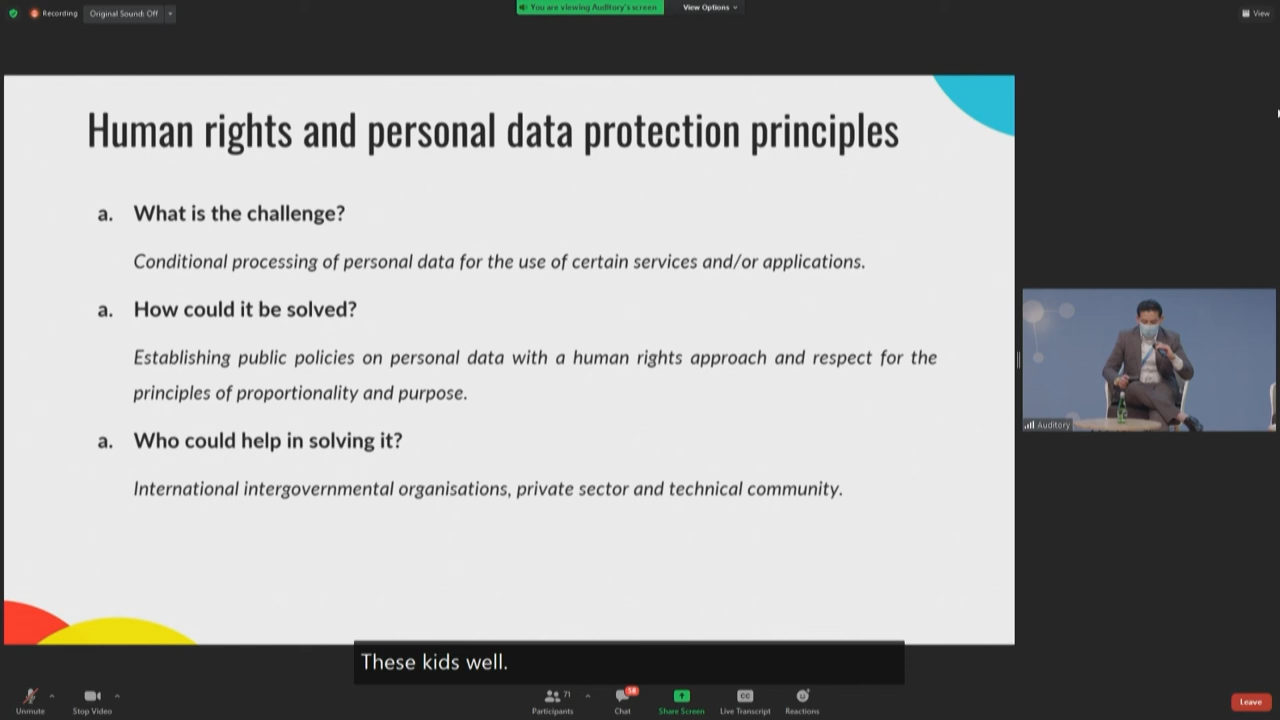 Recording
Original Sound: Off
You are viewing Auditory's screen
View Options
View
Human rights and personal data protection principles
a. What is the challenge?
Conditional processing of personal data for the use of certain services and/or applications.
a. How could it be solved?
Establishing public policies on personal data with a human rights approach and respect for the
principles of proportionality and purpose.
a. Who could help in solving it?
International intergovernmental organisations, private sector and technical community.
Auditory
These kids well.
Unmute
Stop Video
71
Participants
58
Chat
Share Screen
CC
Live Transcript
Reactions
Leave